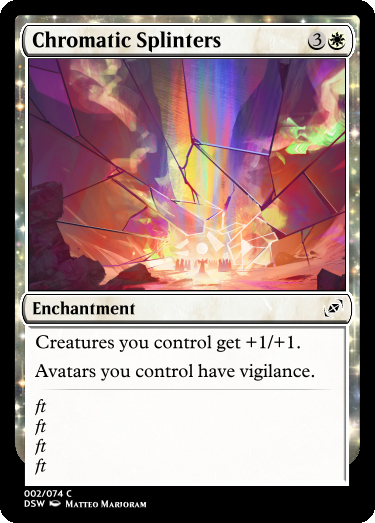 Chromatic Splinters 3
Enchantment
Creatures you control get +1/+1.
Avatars you control have vigilance.
ft
ft
ft
ft
002/074 C
DSW Matteo Marjoram